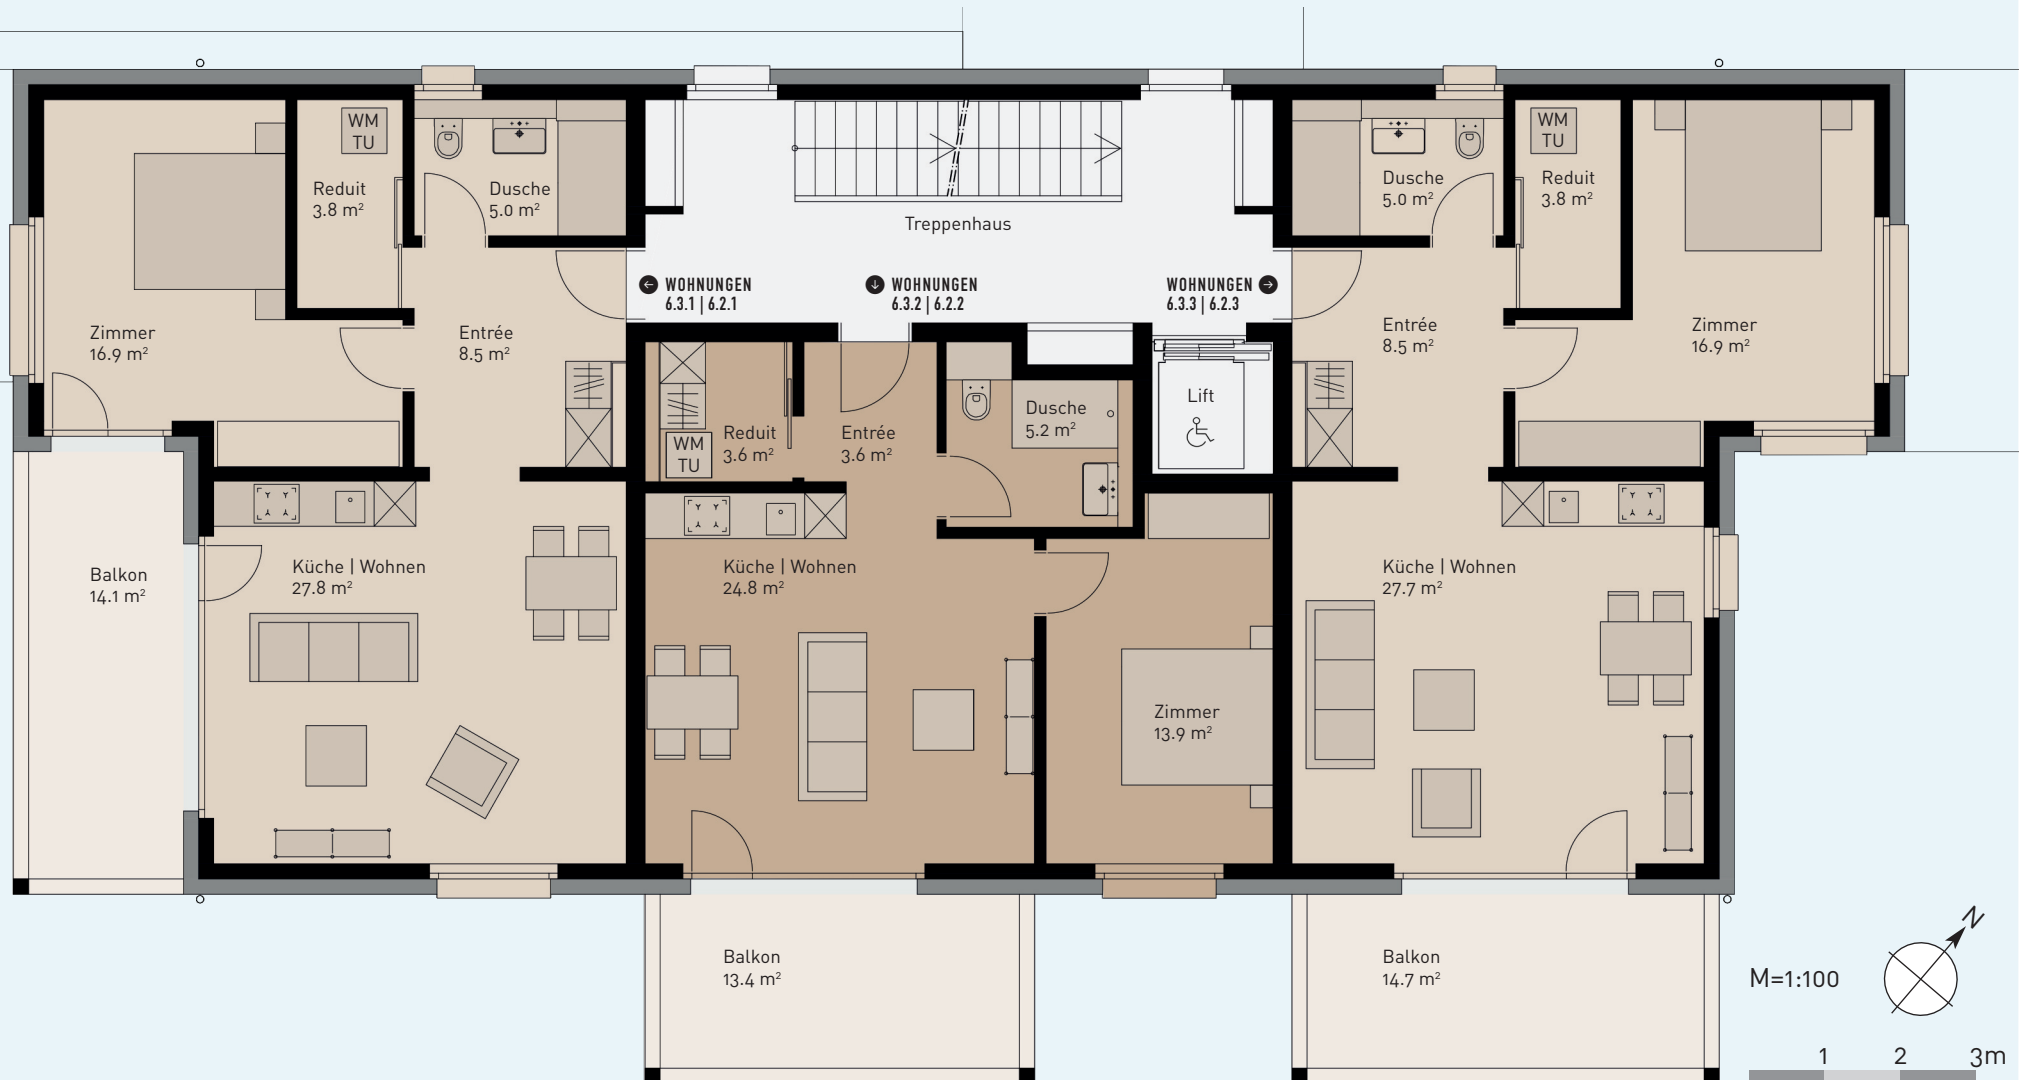 WM
TU
Reduit
3.8 m²
Dusche
5.0 m²
Zimmer
16.9 m²
Entrée
8.5 m²
Küche | Wohnen
27.8 m²
Balkon
14.1 m²
Treppenhaus
WOHNUNGEN
6.3.1 | 6.2.1
WOHNUNGEN
6.3.2 | 6.2.2
WOHNUNGEN
6.3.3 | 6.2.3
WM
TU
Reduit
3.6 m²
Entrée
3.6 m²
Dusche
5.2 m²
Lift
Küche | Wohnen
24.8 m²
Zimmer
13.9 m²
Balkon
13.4 m²
Dusche
5.0 m²
WM
TU
Reduit
3.8 m²
Entrée
8.5 m²
Zimmer
16.9 m²
Küche | Wohnen
27.7 m²
Balkon
14.7 m²
M=1:100
N
1 2 3m